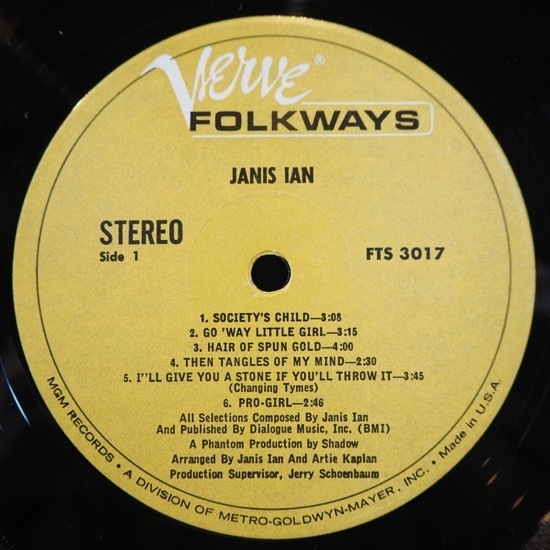 Verve®
FOLKWAYS
JANIS IAN
STEREO
Side 1
FTS 3017
1. SOCIETY'S CHILD—3:08
2. GO 'WAY LITTLE GIRL—3:15
3. HAIR OF SPUN GOLD—4:00
4. THEN TANGLES OF MY MIND—2:30
5. I''LL GIVE YOU A STONE IF YOU'LL THROW IT—3:45
(Changing Tymes)
6. PRO-GIRL—2:46
All Selections Composed By Janis Ian
And Published By Dialogue Music, Inc. (BMI)
A Phantom Production by Shadow
Arranged By Janis Ian And Artie Kaplan
Production Supervisor, Jerry Schoenbaum
MGM RECORDS • A DIVISION OF METRO-GOLDWYN-MAYER, INC. • Made in U.S.A.